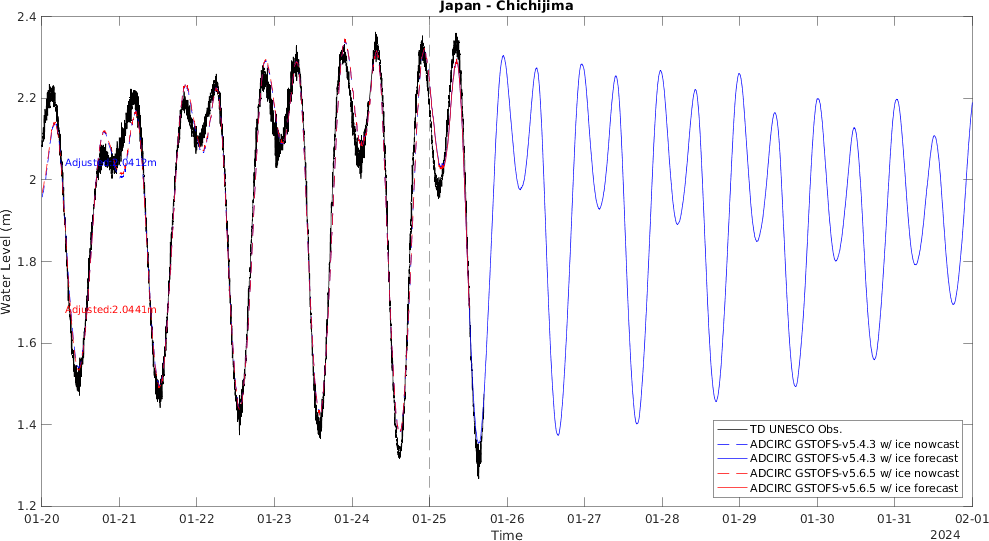 Japan - Chichijima
Water Level (m)
2.4
2.2
2
1.8
1.6
1.4
1.2
Adjusted:2.0412m
Adjusted:2.0441m
TD UNESCO Obs.
ADCIRC GSTOFS-v5.4.3 w/ ice nowcast
ADCIRC GSTOFS-v5.4.3 w/ ice forecast
ADCIRC GSTOFS-v5.6.5 w/ ice nowcast
ADCIRC GSTOFS-v5.6.5 w/ ice forecast
01-20 01-21 01-22 01-23 01-24 01-25 01-26 01-27 01-28 01-29 01-30 01-31 02-01
Time
2024